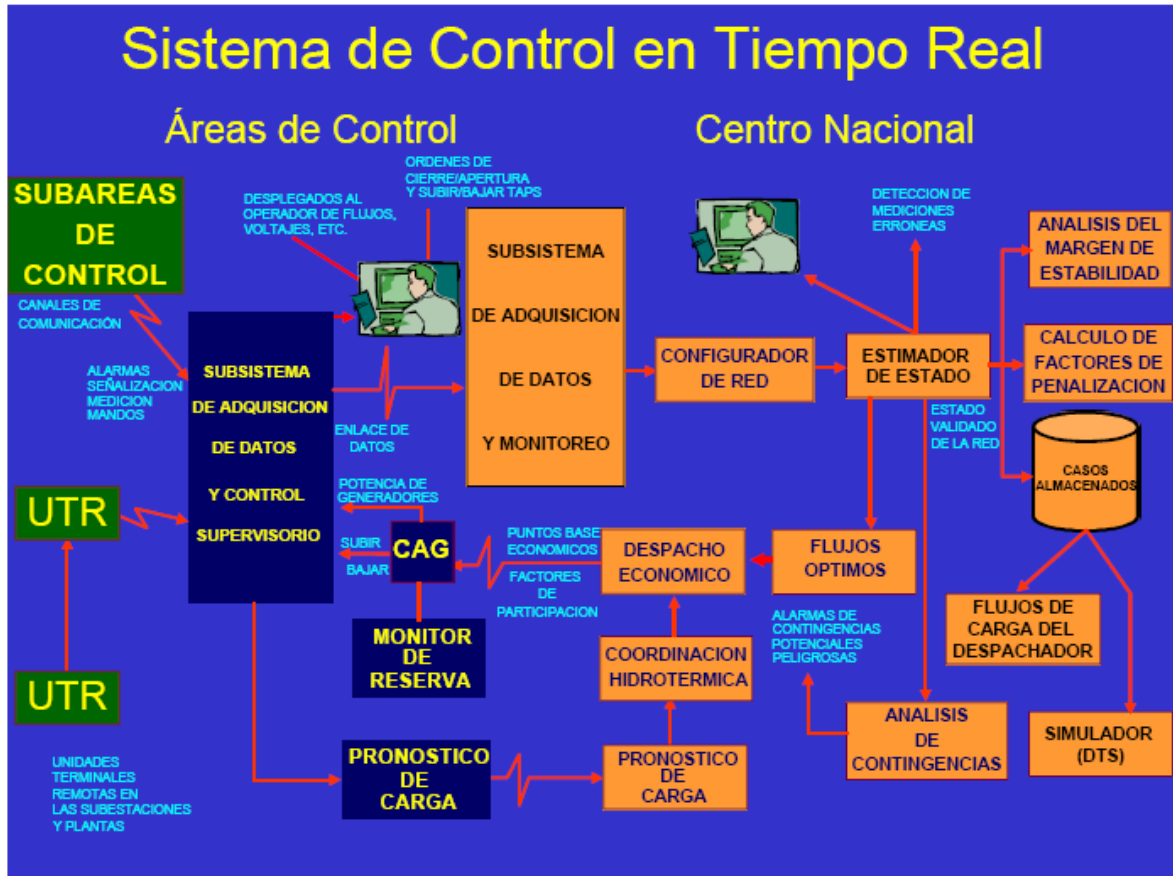 Sistema de Control en Tiempo Real
Áreas de Control
Centro Nacional
SUBAREAS
DE
CONTROL
CANALES DE
COMUNICACIÓN
ALARMAS
SEÑALIZACION
MEDICION
MANDOS
DESPLEGADOS AL
OPERADOR DE FLUJOS,
VOLTAJES, ETC.
ORDENES DE
CIERRE/APERTURA
Y SUBIR/BAJAR TAPS
SUBSISTEMA
DE ADQUISICION
DE DATOS
Y CONTROL
SUPERVISORIO
ENLACE DE
DATOS
SUBSISTEMA
DE ADQUISICION
DE DATOS
Y MONITOREO
CONFIGURADOR
DE RED
ESTIMADOR
DE ESTADO
DETECCION DE
MEDICIONES
ERRONEAS
ANALISIS DEL
MARGEN DE
ESTABILIDAD
CALCULO DE
FACTORES DE
PENALIZACION
ESTADO
VALIDADO
DE LA RED
CASOS
ALMACENADOS
UTR
UTR
UNIDADES
TERMINALES
REMOTAS EN
LAS SUBESTACIONES
Y PLANTAS
POTENCIA DE
GENERADORES
SUBIR
BAJAR
CAG
MONITOR
DE
RESERVA
PUNTOS BASE
ECONOMICOS
FACTORES
DE
PARTICIPACION
DESPACHO
ECONOMICO
FLUJOS
OPTIMOS
COORDINACION
HIDROTERMICA
ALARMAS DE
CONTINGENCIAS
POTENCIALES
PELIGROSAS
FLUJOS DE
CARGA DEL
DESPACHADOR
PRONOSTICO
DE
CARGA
PRONOSTICO
DE
CARGA
ANALISIS
DE
CONTINGENCIAS
SIMULADOR
(DTS)